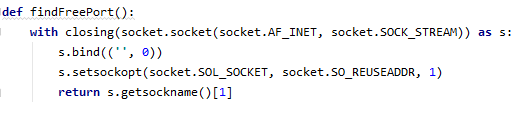 def findFreePort():
    with closing(socket.socket(socket.AF_INET, socket.SOCK_STREAM)) as s:
        s.bind(('', 0))
        s.setsockopt(socket.SOL_SOCKET, socket.SO_REUSEADDR, 1)
        return s.getsockname()[1]